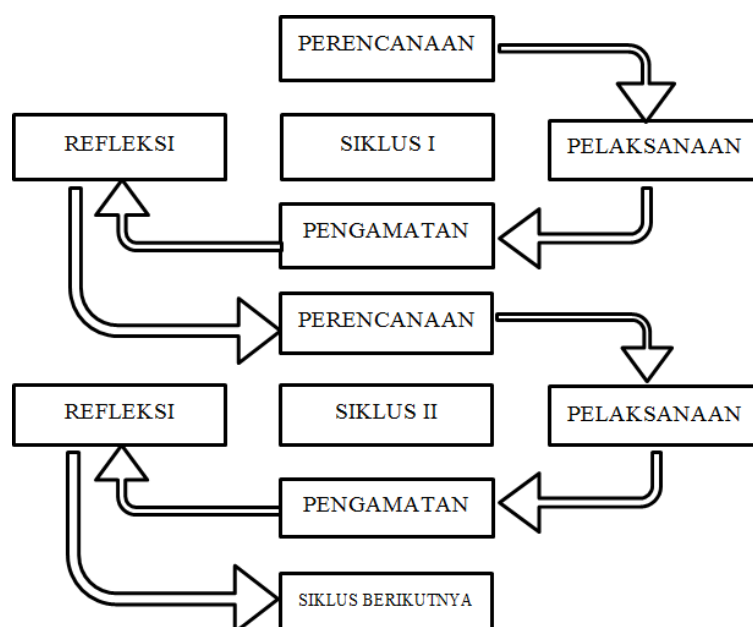 PERENCANAAN
REFLEKSI
SIKLUS I
PELAKSANAAN
PENGAMATAN
PERENCANAAN
REFLEKSI
SIKLUS II
PELAKSANAAN
PENGAMATAN
SIKLUS BERIKUTNYA